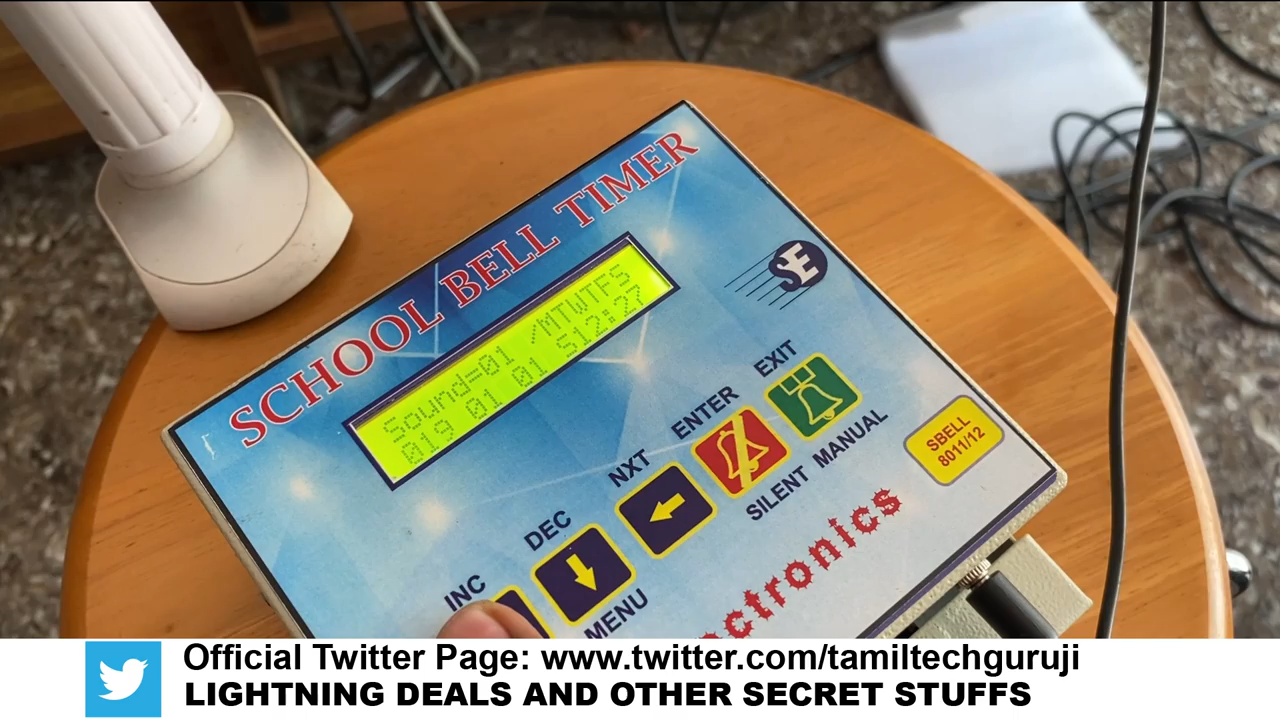 SCHOOL BELL TIMER
SE
Sound=01 /MTWTFS
019 01 01 S12:27
INC
DEC
NXT
ENTER
EXIT
MENU
SILENT
MANUAL
SBELL
8011/12
ctronics
Official Twitter Page: www.twitter.com/tamiltechguruji
LIGHTNING DEALS AND OTHER SECRET STUFFS